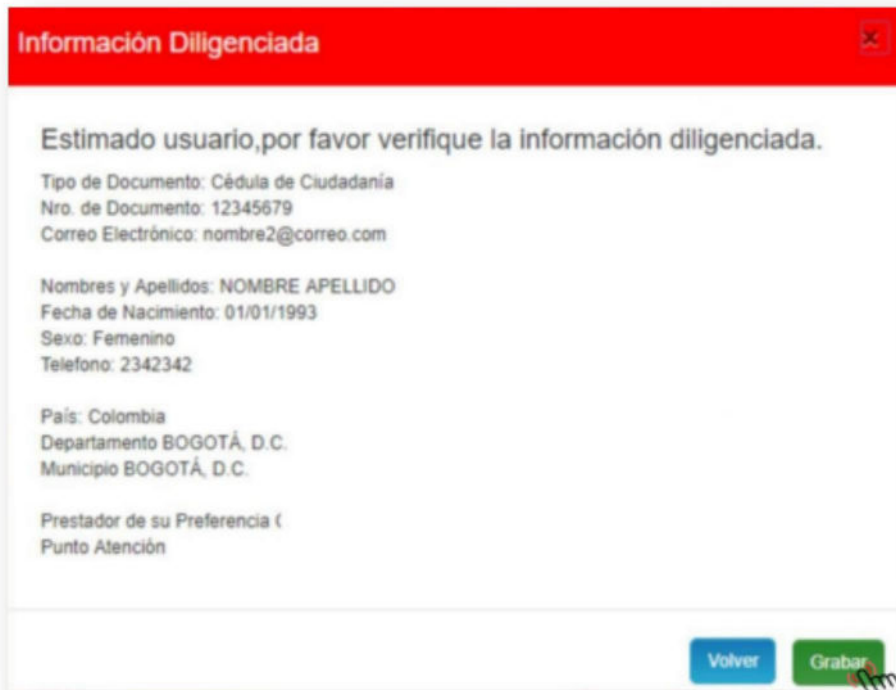 Información Diligenciada
Estimado usuario,por favor verifique la información diligenciada.
Tipo de Documento: Cédula de Ciudadanía
Nro. de Documento: 12345679
Correo Electrónico: nombre2@correo.com
Nombres y Apellidos: NOMBRE APELLIDO
Fecha de Nacimiento: 01/01/1993
Sexo: Femenino
Telefono: 2342342
País: Colombia
Departamento BOGOTÁ, D.C.
Municipio BOGOTÁ, D.C.
Prestador de su Preferencia
Punto Atención
Volver
Grabar